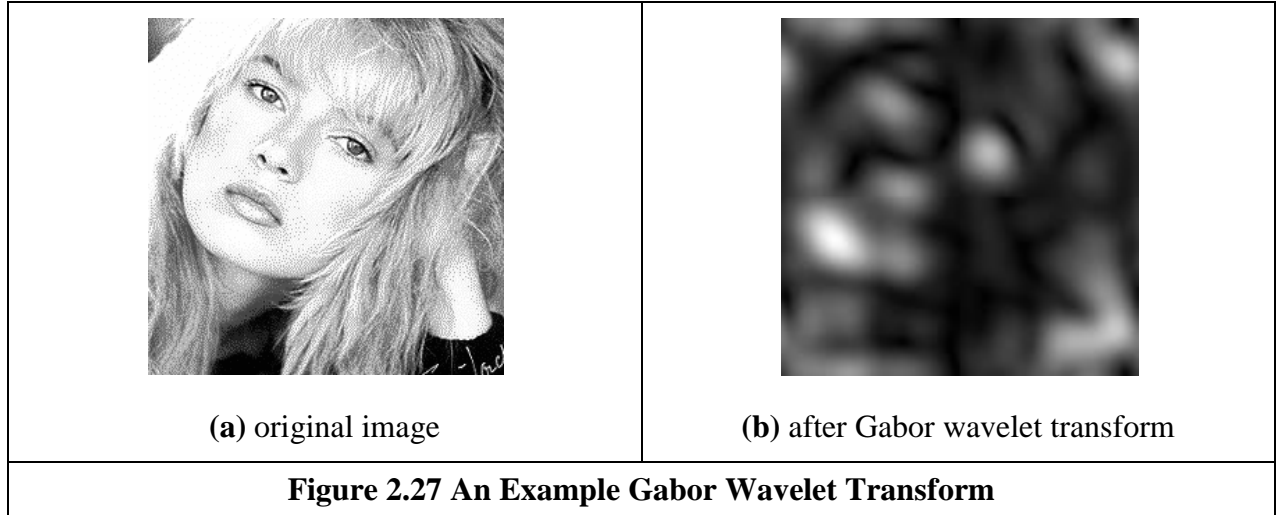 (a) original image
(b) after Gabor wavelet transform
Figure 2.27 An Example Gabor Wavelet Transform